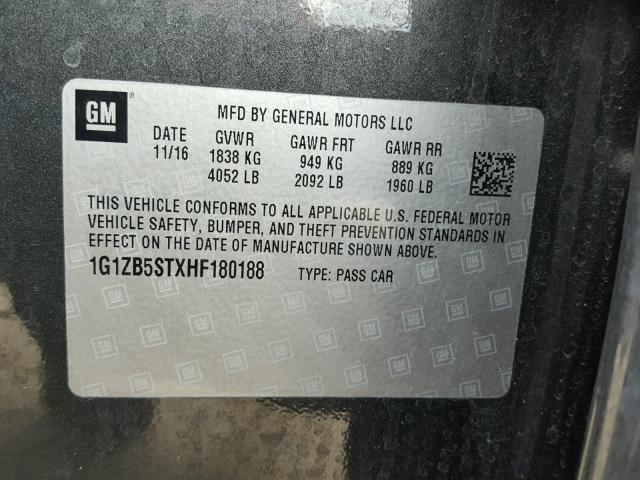 GM ®
MFD BY GENERAL MOTORS LLC
DATE GVWR GAWR FRT GAWR RR
11/16 1838 KG 949 KG 889 KG
4052 LB 2092 LB 1960 LB
THIS VEHICLE CONFORMS TO ALL APPLICABLE U.S. FEDERAL MOTOR
VEHICLE SAFETY, BUMPER, AND THEFT PREVENTION STANDARDS IN
EFFECT ON THE DATE OF MANUFACTURE SHOWN ABOVE.
1G1ZB5STXHF180188 TYPE: PASS CAR